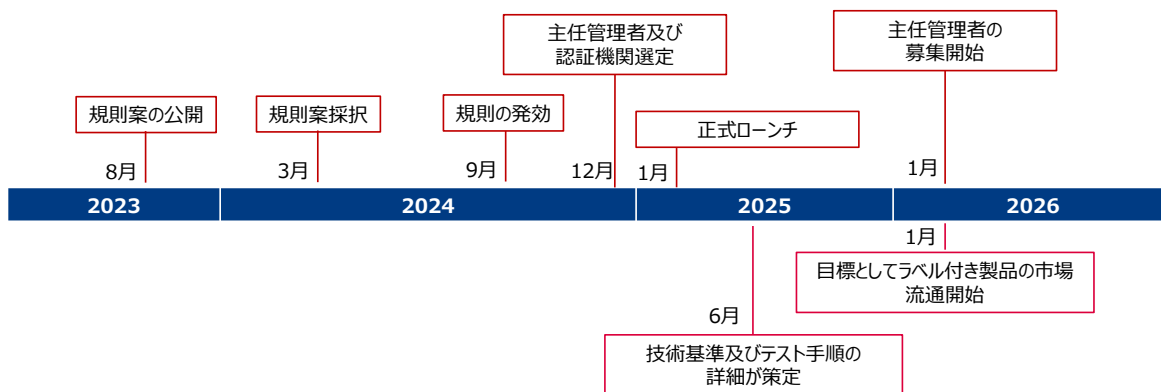 主任管理者及び
認証機関選定
主任管理者の
募集開始
規則案の公開
規則案採択
規則の発効
正式ローンチ
8月
3月
9月
12月
1月
1月
2023
2024
2025
2026
1月
目標としてラベル付き製品の市場
流通開始
6月
技術基準及びテスト手順の
詳細が策定